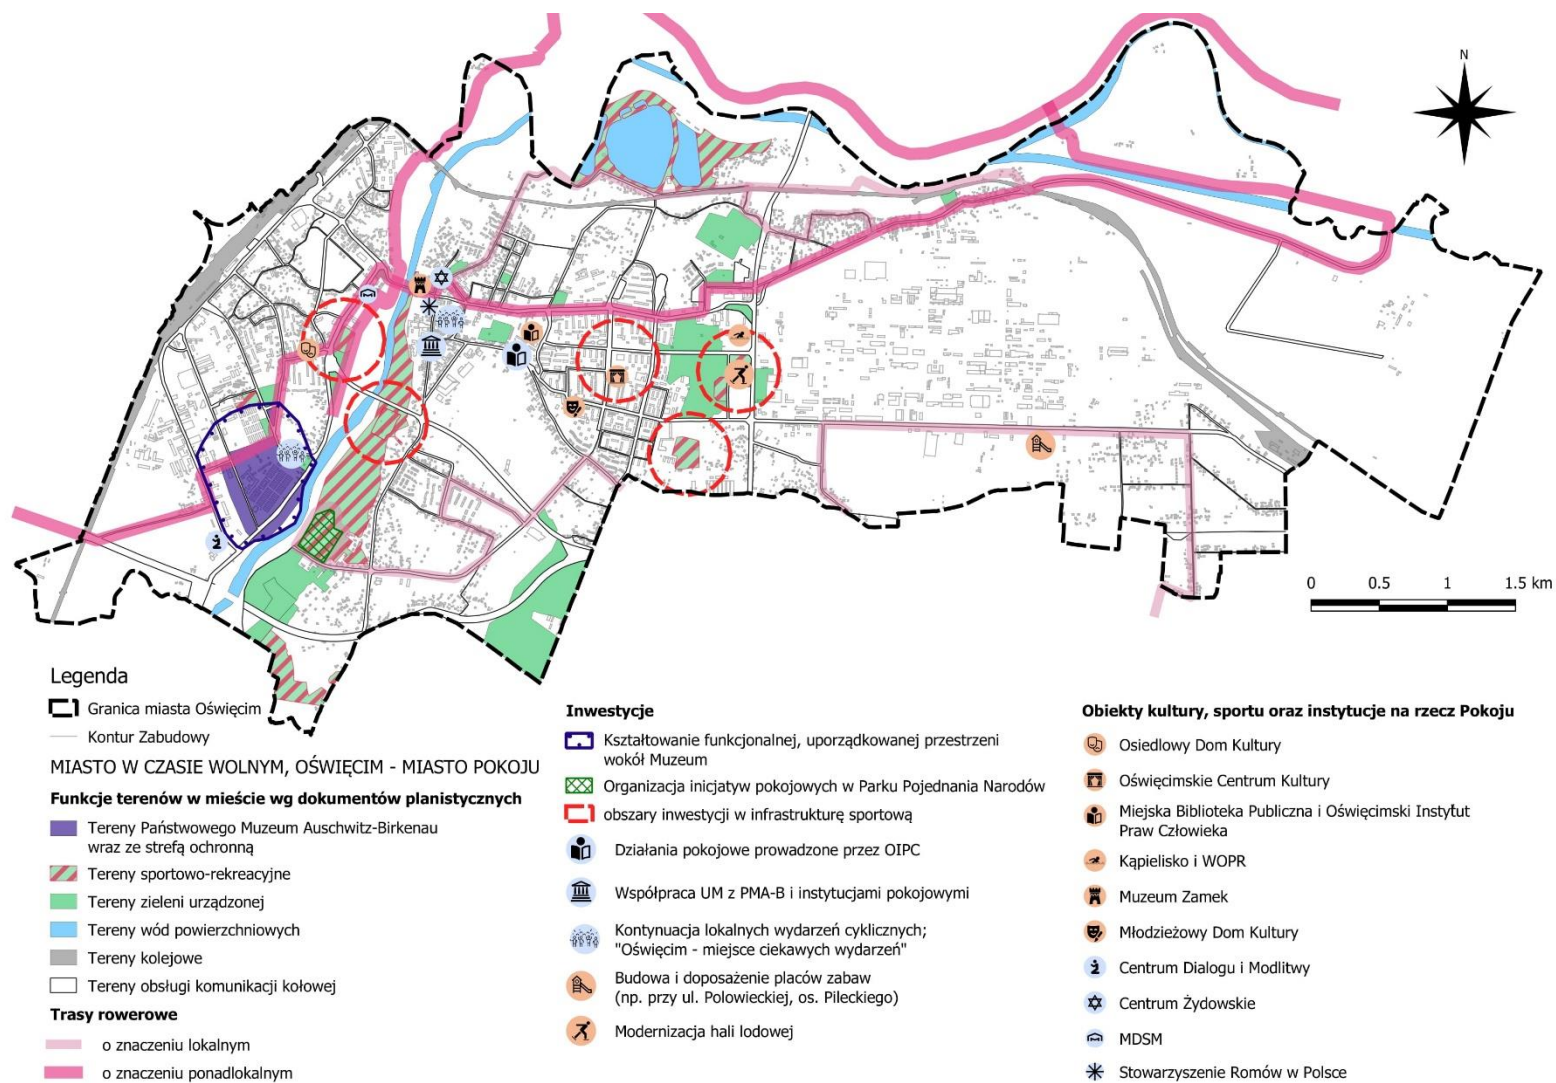 N
0 0.5 1 1.5 km
Legenda
Granica miasta Oświęcim
Kontur Zabudowy
MIASTO W CZASIE WOLNYM, OŚWIĘCIM - MIASTO POKOJU
Funkcje terenów w mieście wg dokumentów planistycznych
Tereny Państwowego Muzeum Auschwitz-Birkenau
wraz ze strefą ochronną
Tereny sportowo-rekreacyjne
Tereny zieleni urządzonej
Tereny wód powierzchniowych
Tereny kolejowe
Tereny obsługi komunikacji kołowej
Trasy rowerowe
o znaczeniu lokalnym
o znaczeniu ponadlokalnym
Inwestycje
Kształtowanie funkcjonalnej, uporządkowanej przestrzeni
wokół Muzeum
Organizacja inicjatyw pokojowych w Parku Pojednania Narodów
obszary inwestycji w infrastrukturę sportową
Działania pokojowe prowadzone przez OIPC
Współpraca UM z PMA-B i instytucjami pokojowymi
Kontynuacja lokalnych wydarzeń cyklicznych;
"Oświęcim - miejsce ciekawych wydarzeń"
Budowa i doposażenie placów zabaw
(np. przy ul. Polowieckiej, os. Pileckiego)
Modernizacja hali lodowej
Obiekty kultury, sportu oraz instytucje na rzecz Pokoju
Osiedlowy Dom Kultury
Oświęcimskie Centrum Kultury
Miejska Biblioteka Publiczna i Oświęcimski Instytut
Praw Człowieka
Kąpielisko i WOPR
Muzeum Zamek
Młodzieżowy Dom Kultury
Centrum Dialogu i Modlitwy
Centrum Żydowskie
MDSM
Stowarzyszenie Romów w Polsce